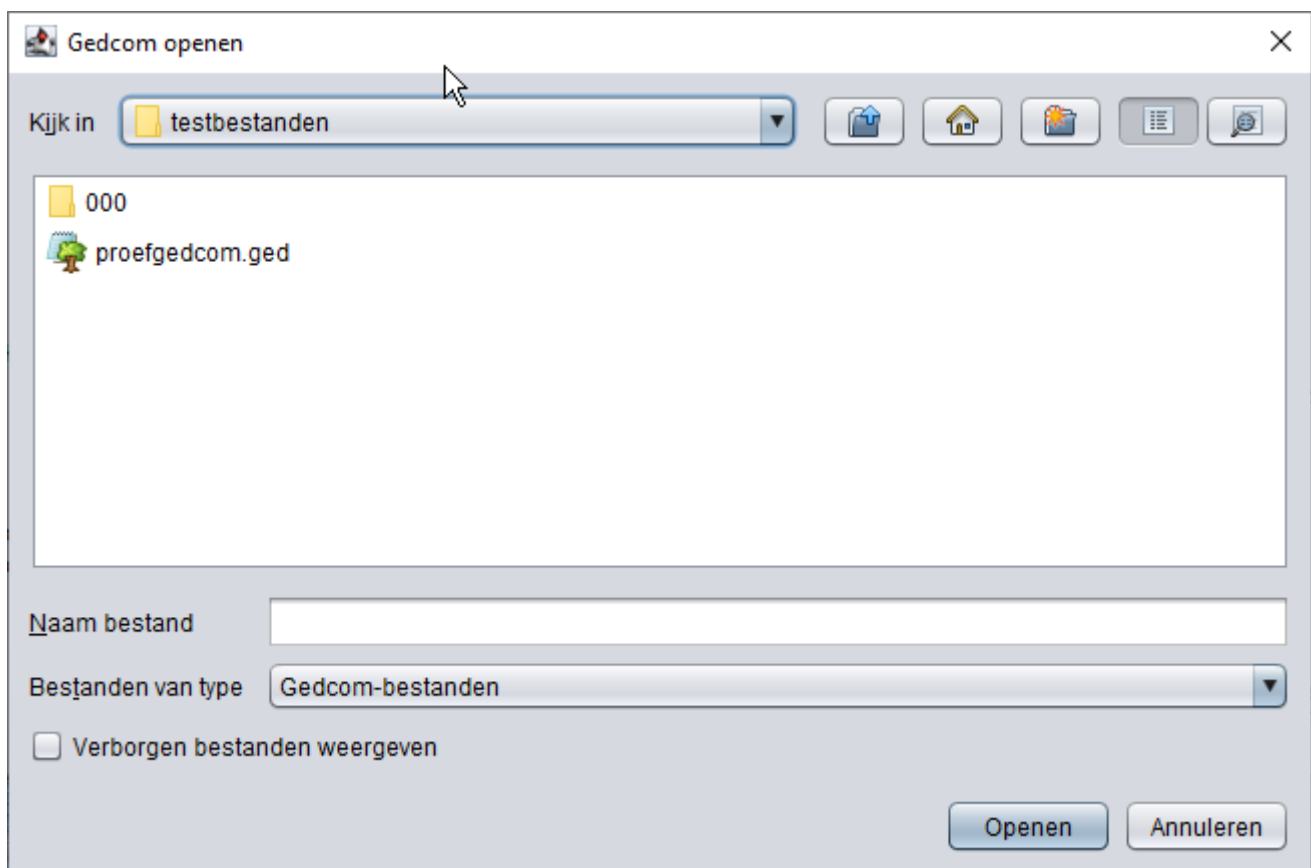 Gedcom openen
Kijk in testbestanden
000
proefgedcom.ged
Naam bestand
Bestanden van type Gedcom-bestanden
Verborgen bestanden weergeven
Openen Annuleren